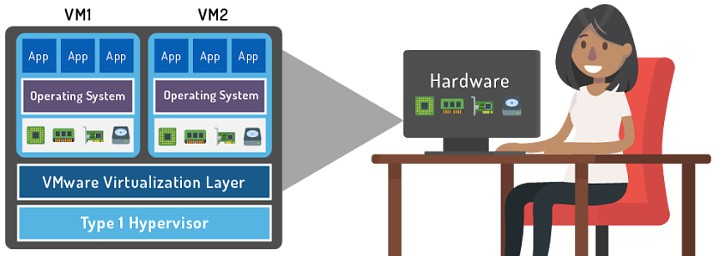 VM1
VM2
App App App
App App App
Operating System
Operating System
VMware Virtualization Layer
Type 1 Hypervisor
Hardware